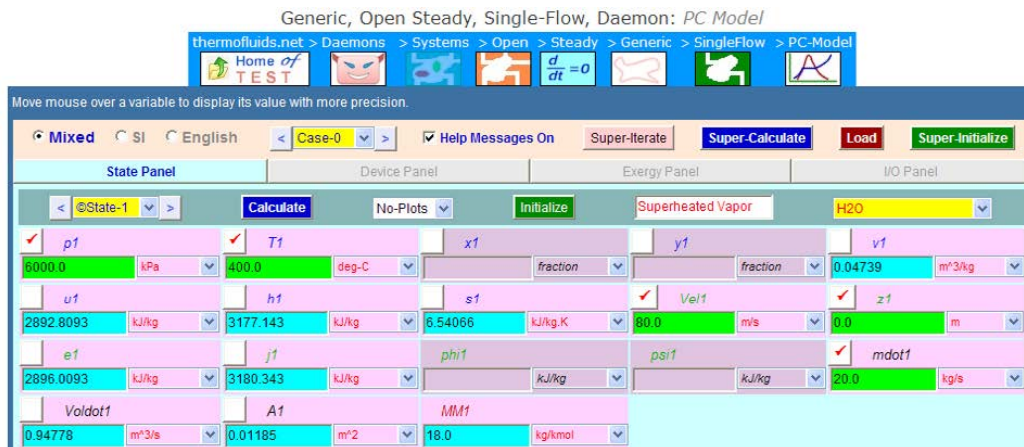 Generic, Open Steady, Single-Flow, Daemon: PC Model
thermofluids.net > Daemons > Systems > Open > Steady > Generic > SingleFlow > PC-Model
Home of TEST d/dt =0
Move mouse over a variable to display its value with more precision.
Mixed SI English < Case-0 > Help Messages On Super-Iterate Super-Calculate Load Super-Initialize
State Panel Device Panel Exergy Panel I/O Panel
< ©State-1 > Calculate No-Plots Initialize Superheated Vapor H2O
p1 T1 x1 y1 v1
6000.0 kPa 400.0 deg-C fraction fraction 0.04739 m^3/kg
u1 h1 s1 Vel1 z1
2892.8093 kJ/kg 3177.143 kJ/kg 6.54066 kJ/kg.K 80.0 m/s 0.0 m
e1 j1 phi1 psi1 mdot1
2896.0093 kJ/kg 3180.343 kJ/kg kJ/kg kJ/kg 20.0 kg/s
Voldot1 A1 MM1
0.94778 m^3/s 0.01185 m^2 18.0 kg/kmol